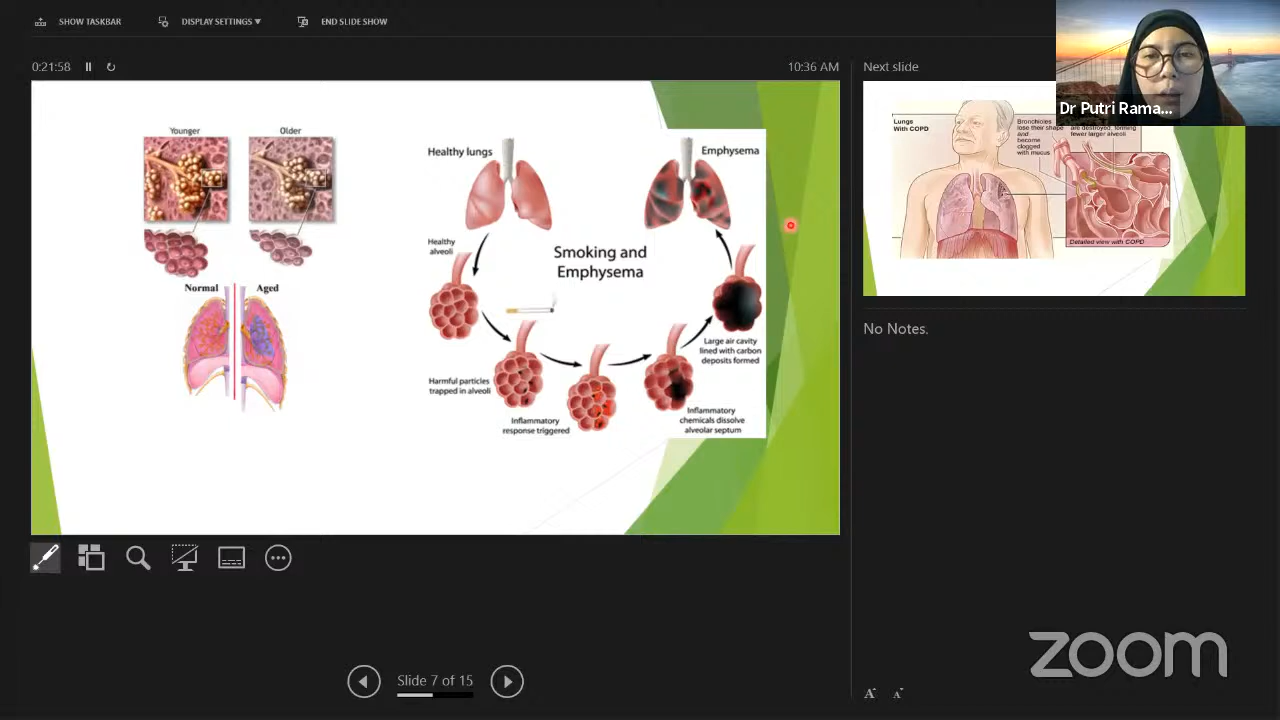 SHOW TASKBAR
DISPLAY SETTINGS ▼
END SLIDE SHOW
0:21:58
10:36 AM
Younger
Older
Normal
Aged
Healthy lungs
Emphysema
Healthy
alveoli
Smoking and
Emphysema
Large air cavity
lined with carbon
deposits formed
Harmful particles
trapped in alveoli
Inflammatory
response triggered
Inflammatory
chemicals dissolve
alveolar septum
Next slide
Dr Putri Rama...
Lungs
With COPD
Bronchioles
lose their shape
and
become
clogged
with mucus
are destroyed, forming
fewer larger alveoli
Detailed view with COPD
No Notes.
Slide 7 of 15
A A
zoom